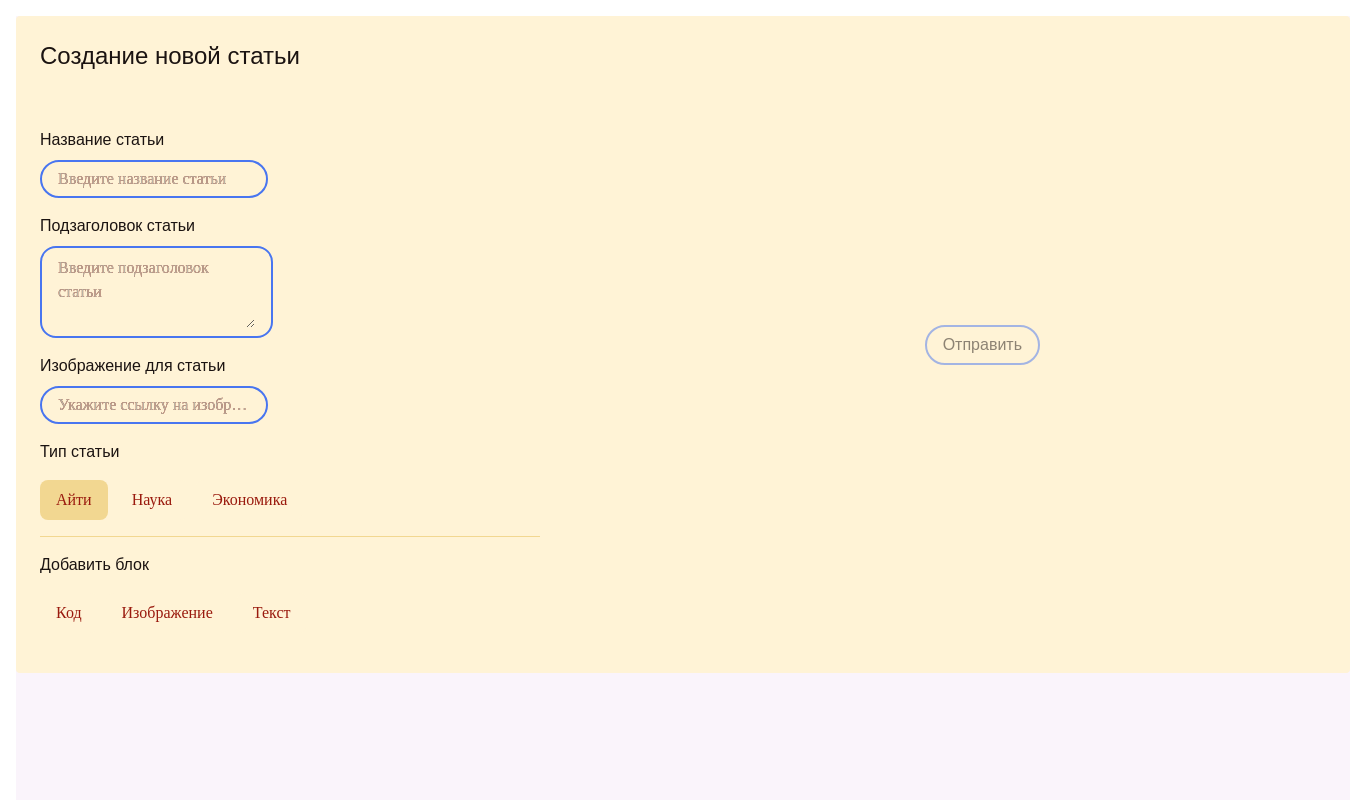 Создание новой статьи
Название статьи
Введите название статьи
Подзаголовок статьи
Введите подзаголовок
статьи
Изображение для статьи
Укажите ссылку на изобр…
Тип статьи
Айти Наука Экономика
Добавить блок
Код Изображение Текст
Отправить